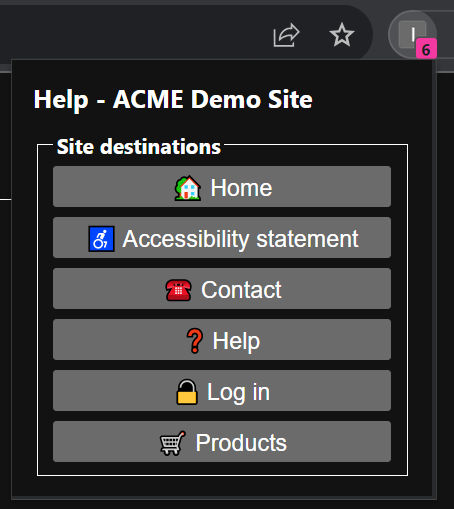 I
6
Help - ACME Demo Site
Site destinations
Home
Accessibility statement
Contact
Help
Log in
Products